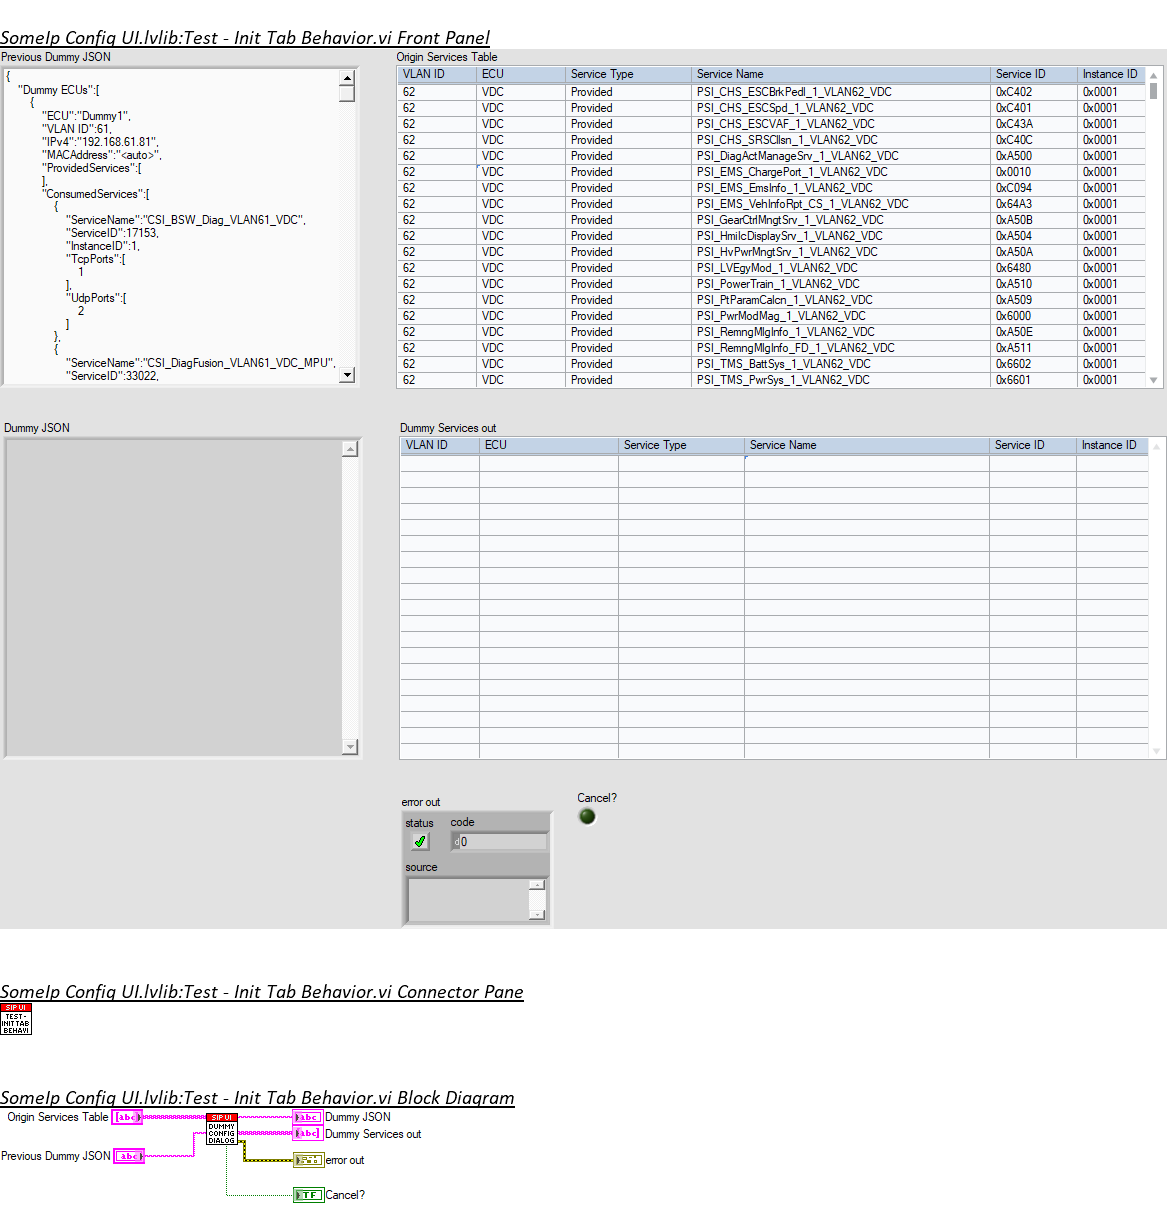 SomeIp Config UI.lvlib:Test - Init Tab Behavior.vi Front Panel
Previous Dummy JSON
{
"Dummy ECUs":[
{
"ECU":"Dummy1",
"VLAN ID":61,
"IPv4":"192.168.61.81",
"MACAddress":"<auto>",
"ProvidedServices":[
],
"ConsumedServices":[
{
"ServiceName":"CSI_BSW_Diag_VLAN61_VDC",
"ServiceID":17153,
"InstanceID":1,
"TcpPorts":[
1
],
"UdpPorts":[
2
]
},
{
"ServiceName":"CSI_DiagFusion_VLAN61_VDC_MPU",
"ServiceID":33022,
Origin Services Table
VLAN ID ECU Service Type Service Name Service ID Instance ID
62 VDC Provided PSI_CHS_ESCBrkPedl_1_VLAN62_VDC 0xC402 0x0001
62 VDC Provided PSI_CHS_ESCSpd_1_VLAN62_VDC 0xC401 0x0001
62 VDC Provided PSI_CHS_ESCVAF_1_VLAN62_VDC 0xC43A 0x0001
62 VDC Provided PSI_CHS_SRSCllsn_1_VLAN62_VDC 0xC40C 0x0001
62 VDC Provided PSI_DiagActManageSrv_1_VLAN62_VDC 0xA500 0x0001
62 VDC Provided PSI_EMS_ChargePort_1_VLAN62_VDC 0x0010 0x0001
62 VDC Provided PSI_EMS_EmsInfo_1_VLAN62_VDC 0xC094 0x0001
62 VDC Provided PSI_EMS_VehInfoRpt_CS_1_VLAN62_VDC 0x64A3 0x0001
62 VDC Provided PSI_GearCtrlMngtSrv_1_VLAN62_VDC 0xA50B 0x0001
62 VDC Provided PSI_HmiIcDisplaySrv_1_VLAN62_VDC 0xA504 0x0001
62 VDC Provided PSI_HvPwrMngtSrv_1_VLAN62_VDC 0xA50A 0x0001
62 VDC Provided PSI_LVEgyMod_1_VLAN62_VDC 0x6480 0x0001
62 VDC Provided PSI_PowerTrain_1_VLAN62_VDC 0xA510 0x0001
62 VDC Provided PSI_PtParamCalcn_1_VLAN62_VDC 0xA509 0x0001
62 VDC Provided PSI_PwrModMag_1_VLAN62_VDC 0x6000 0x0001
62 VDC Provided PSI_RemngMlgInfo_1_VLAN62_VDC 0xA50E 0x0001
62 VDC Provided PSI_RemngMlgInfo_FD_1_VLAN62_VDC 0xA511 0x0001
62 VDC Provided PSI_TMS_BattSys_1_VLAN62_VDC 0x6602 0x0001
62 VDC Provided PSI_TMS_PwrSys_1_VLAN62_VDC 0x6601 0x0001
Dummy JSON
Dummy Services out
VLAN ID ECU Service Type Service Name Service ID Instance ID
error out
status code
d 0
source
Cancel?
SomeIp Config UI.lvlib:Test - Init Tab Behavior.vi Connector Pane
SIP UI
TEST -
INIT TAB
BEHAVI
SomeIp Config UI.lvlib:Test - Init Tab Behavior.vi Block Diagram
Origin Services Table [abc]
Previous Dummy JSON abc
SIP UI
DUMMY
CONFIG
DIALOG
abc Dummy JSON
[abc] Dummy Services out
error out
TF Cancel?